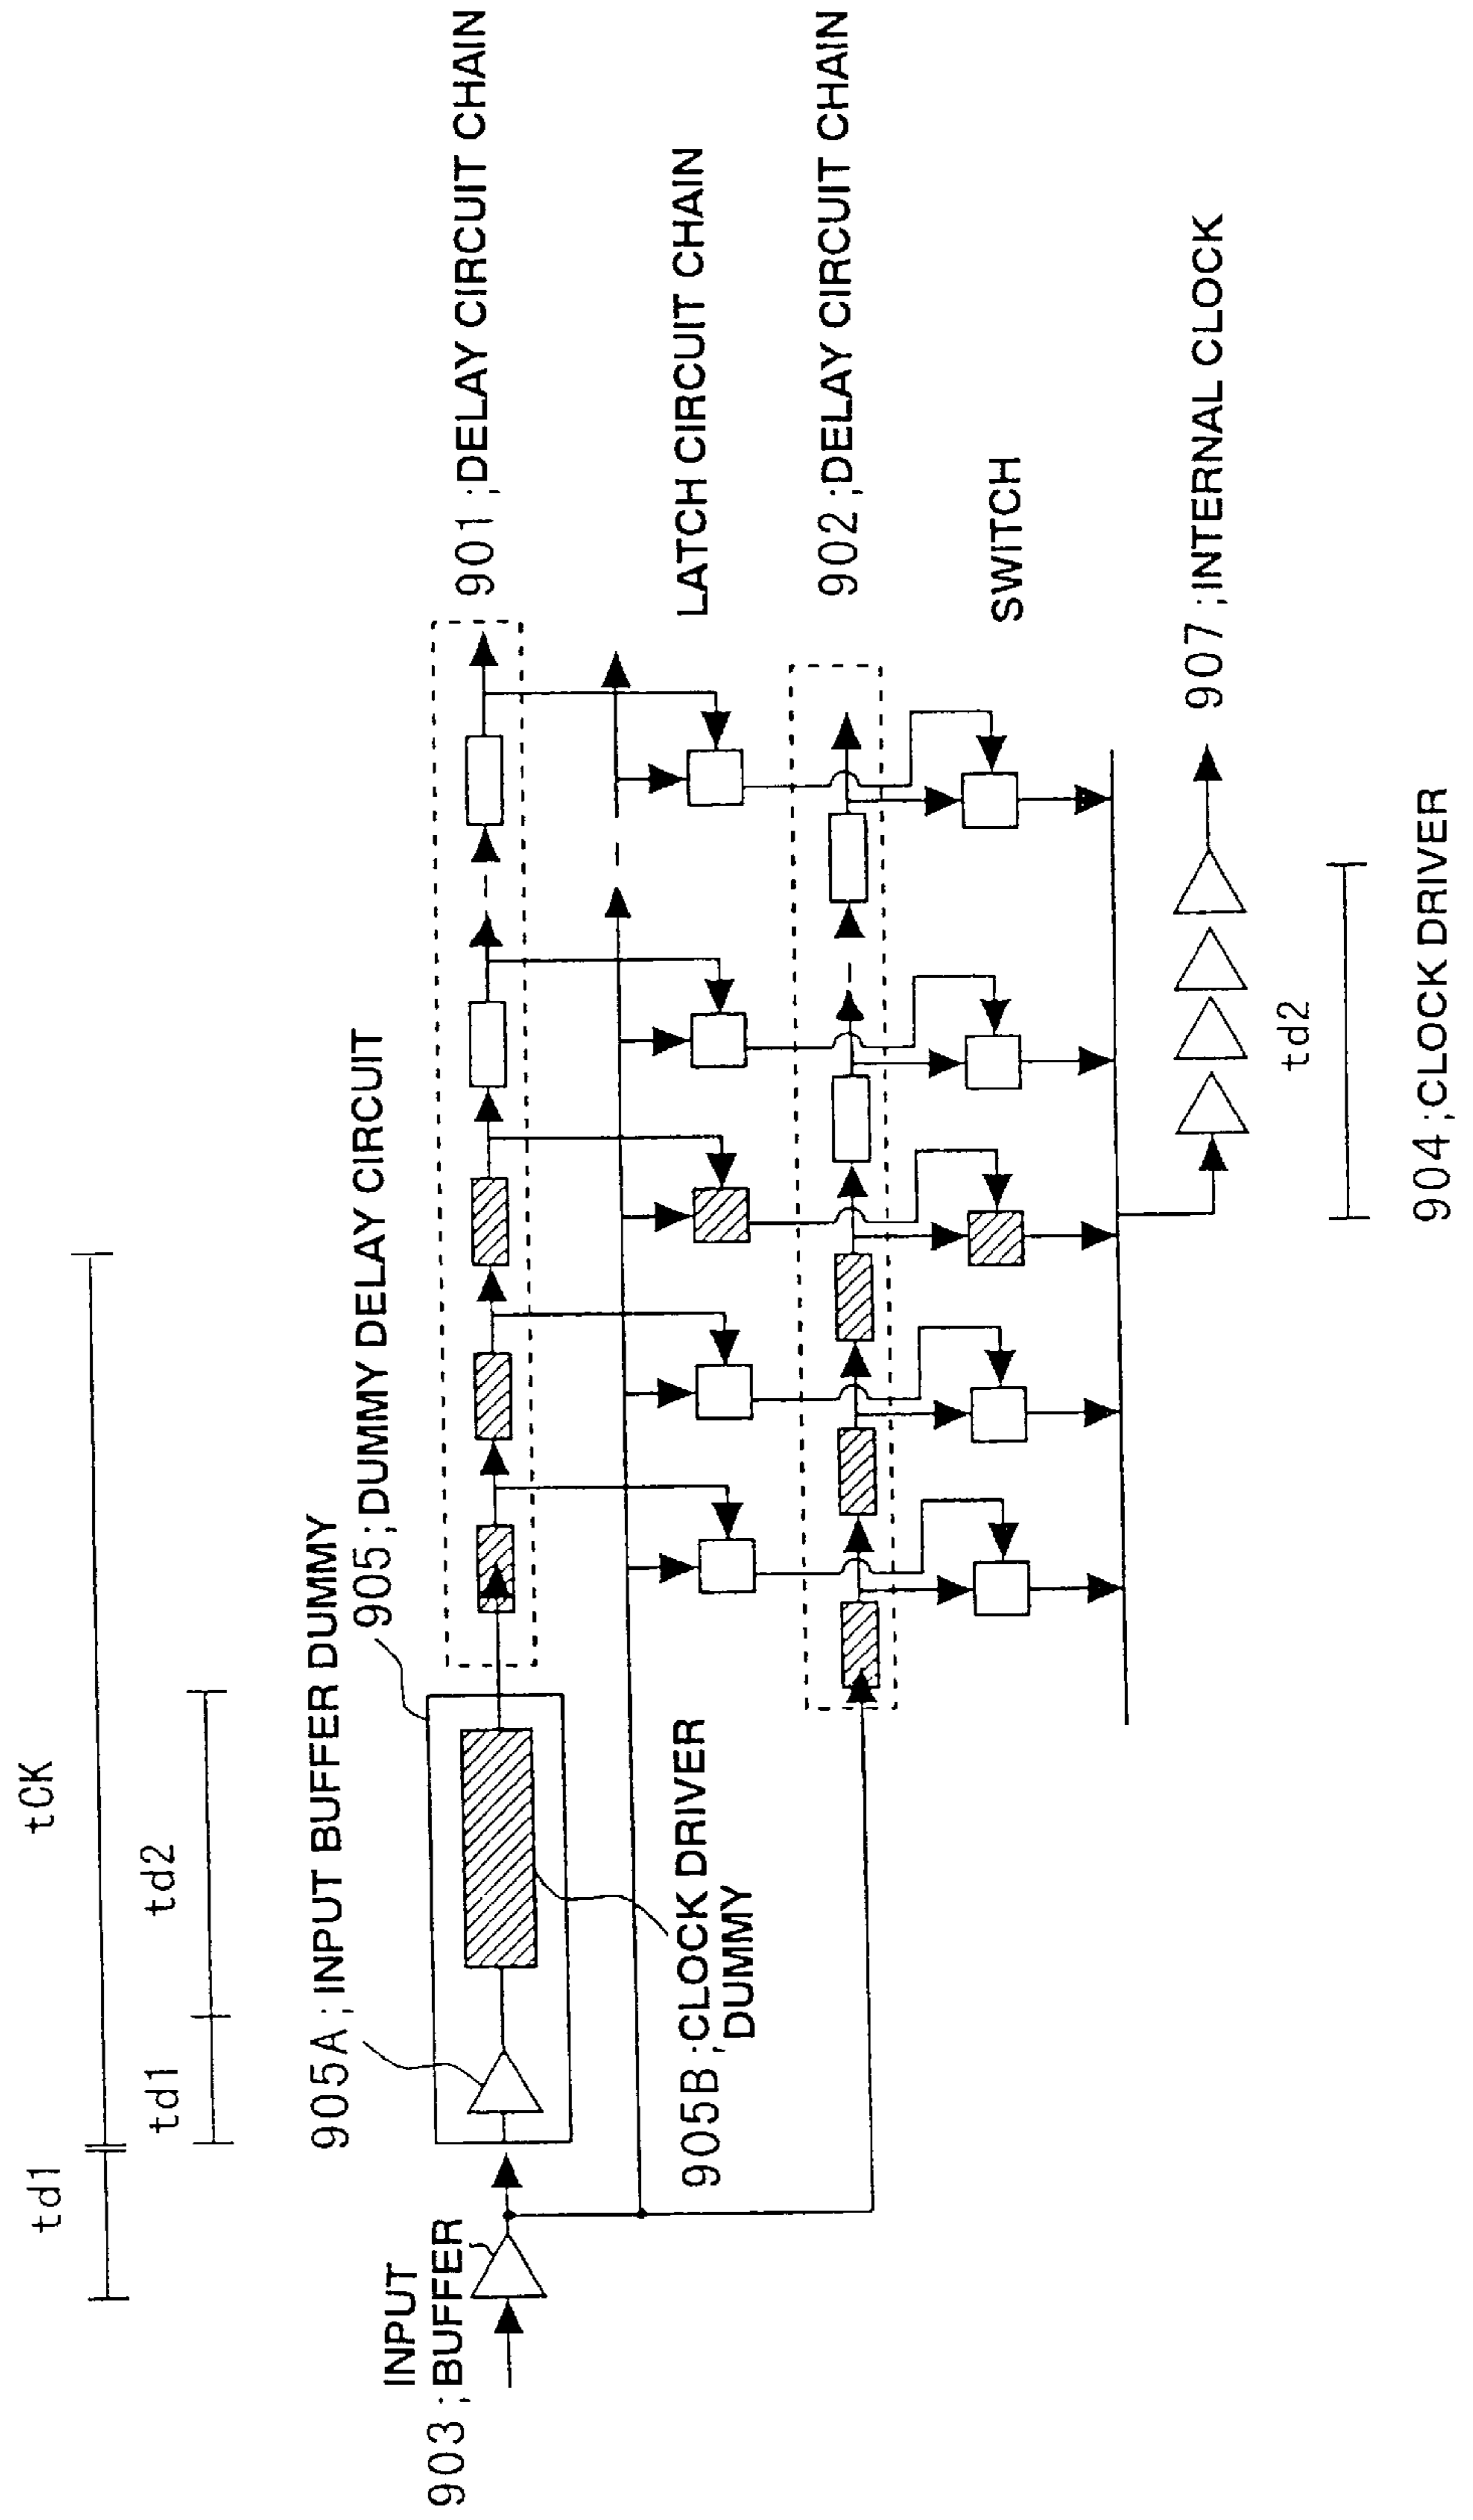 td1
tCK
td1
td2
905A ; INPUT BUFFER DUMMY
905 ; DUMMY DELAY CIRCUIT
INPUT
903 ; BUFFER
901 ; DELAY CIRCUIT CHAIN
LATCH CIRCUIT CHAIN
905B ; CLOCK DRIVER
DUMMY
902 ; DELAY CIRCUIT CHAIN
SWITCH
907 ; INTERNAL CLOCK
td2
904 ; CLOCK DRIVER